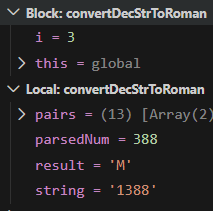 Block: convertDecStrToRoman
i = 3
this = global
Local: convertDecStrToRoman
pairs = (13) [Array(2)
parsedNum = 388
result = 'M'
string = '1388'